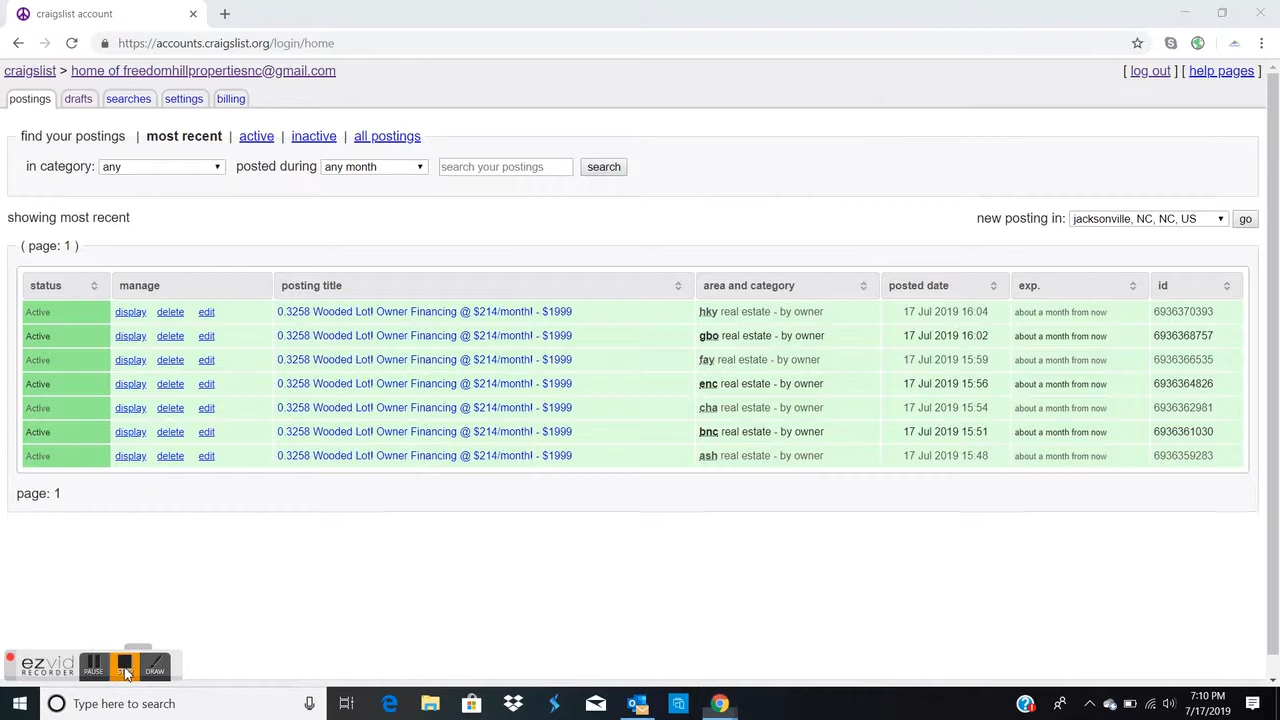 craigslist account
https://accounts.craigslist.org/login/home
craigslist > home of freedomhillpropertiesnc@gmail.com [ log out ] [ help pages ]
postings drafts searches settings billing
find your postings | most recent | active | inactive | all postings
in category: any posted during any month search your postings search
showing most recent new posting in: jacksonville, NC, NC, US go
( page: 1 )
status manage posting title area and category posted date exp. id
Active display delete edit 0.3258 Wooded Lot! Owner Financing @ $214/month! - $1999 hky real estate - by owner 17 Jul 2019 16:04 about a month from now 6936370393
Active display delete edit 0.3258 Wooded Lot! Owner Financing @ $214/month! - $1999 gbo real estate - by owner 17 Jul 2019 16:02 about a month from now 6936368757
Active display delete edit 0.3258 Wooded Lot! Owner Financing @ $214/month! - $1999 fay real estate - by owner 17 Jul 2019 15:59 about a month from now 6936366535
Active display delete edit 0.3258 Wooded Lot! Owner Financing @ $214/month! - $1999 enc real estate - by owner 17 Jul 2019 15:56 about a month from now 6936364826
Active display delete edit 0.3258 Wooded Lot! Owner Financing @ $214/month! - $1999 cha real estate - by owner 17 Jul 2019 15:54 about a month from now 6936362981
Active display delete edit 0.3258 Wooded Lot! Owner Financing @ $214/month! - $1999 bnc real estate - by owner 17 Jul 2019 15:51 about a month from now 6936361030
Active display delete edit 0.3258 Wooded Lot! Owner Financing @ $214/month! - $1999 ash real estate - by owner 17 Jul 2019 15:48 about a month from now 6936359283
page: 1
ezvid
RECORDER PAUSE DRAW
Type here to search
7:10 PM
7/17/2019